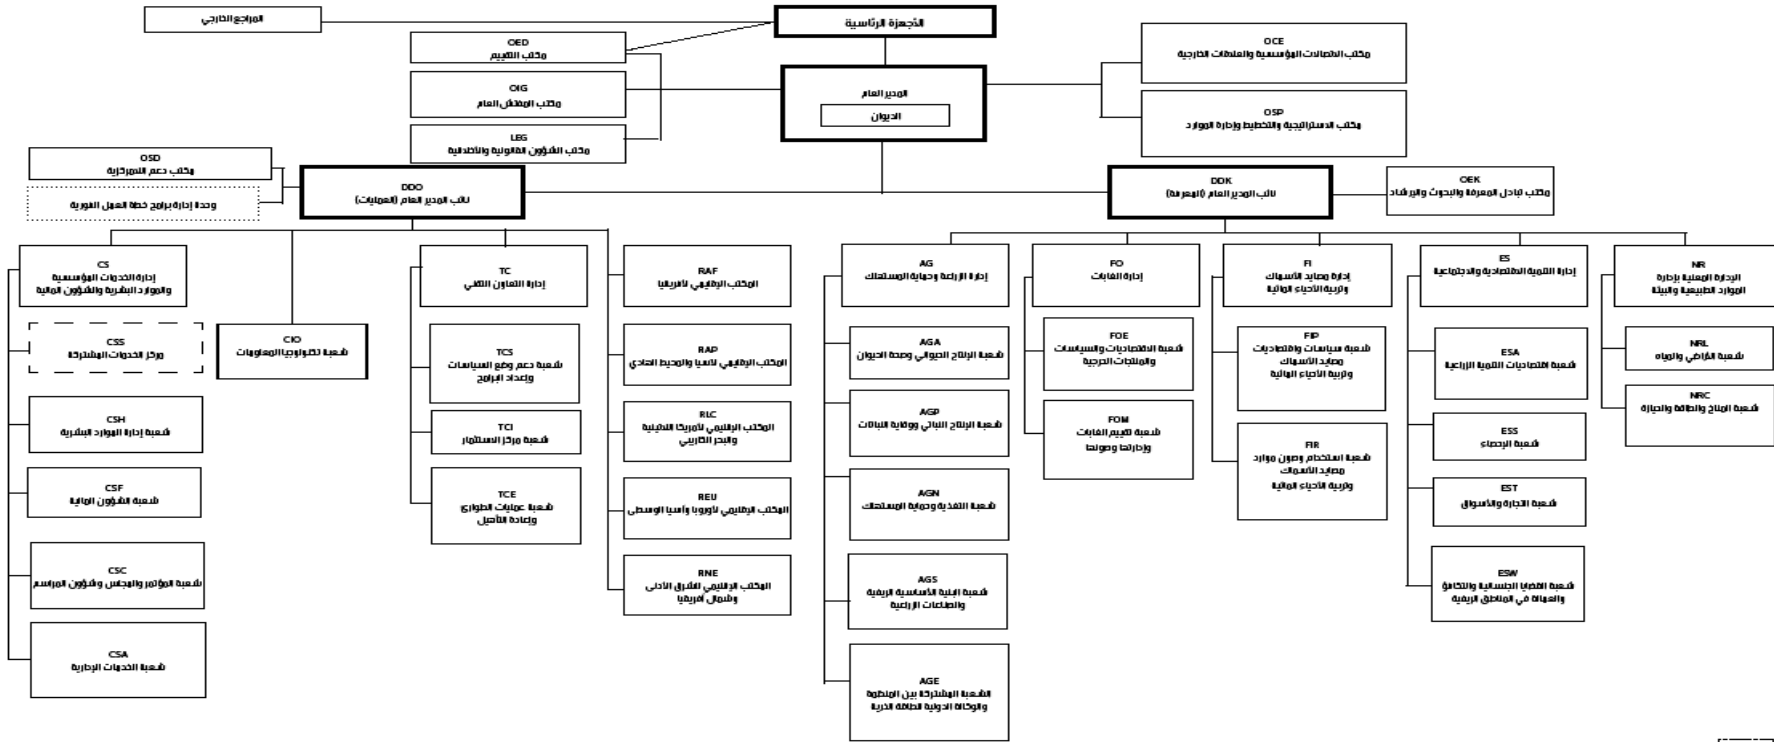 الأجهزة الرئاسية
المراجع الخارجي
OED
مكتب التقييم
OIG
مكتب المفتش العام
LEG
مكتب الشؤون القانونية والأخلاقية
المدير العام
الديوان
OCE
مكتب الاتصالات المؤسسية والعلاقات الخارجية
OSP
مكتب الاستراتيجية والتخطيط وإدارة الموارد
OSD
مكتب دعم اللامركزية
وحدة إدارة برامج خطة العمل الفورية
DDO
نائب المدير العام (العمليات)
DDK
نائب المدير العام (المعرفة)
OEK
مكتب تبادل المعرفة والبحوث والإرشاد
CS
إدارة الخدمات المؤسسية
والموارد البشرية والشؤون المالية
CSS
مركز الخدمات المشتركة
CSH
شعبة إدارة الموارد البشرية
CSF
شعبة الشؤون المالية
CSC
شعبة المؤتمر والمجلس وشؤون المراسم
CSA
شعبة الخدمات الإدارية
CIO
شعبة تكنولوجيا المعلومات
TC
إدارة التعاون التقني
TCS
شعبة دعم وضع السياسات
وإعداد البرامج
TCI
شعبة مركز الاستثمار
TCE
شعبة عمليات الطوارئ
وإعادة التأهيل
RAF
المكتب الإقليمي لأفريقيا
RAP
المكتب الإقليمي لآسيا والمحيط الهادي
RLC
المكتب الإقليمي لأمريكا اللاتينية
والبحر الكاريبي
REU
المكتب الإقليمي لأوروبا وآسيا الوسطى
RNE
المكتب الإقليمي للشرق الأدنى
وشمال أفريقيا
AG
إدارة الزراعة وحماية المستهلك
AGA
شعبة الإنتاج الحيواني وصحة الحيوان
AGP
شعبة الإنتاج النباتي ووقاية النباتات
AGN
شعبة التغذية وحماية المستهلك
AGS
شعبة البنية الأساسية الريفية
والصناعات الزراعية
AGE
الشعبة المشتركة بين المنظمة
والوكالة الدولية للطاقة الذرية
FO
إدارة الغابات
FOE
شعبة الاقتصاديات والسياسات
والمنتجات الحرجية
FOM
شعبة تقييم الغابات
وإدارتها وصونها
FI
إدارة مصايد الأسماك
وتربية الأحياء المائية
FIP
شعبة سياسات واقتصاديات
مصايد الأسماك
وتربية الأحياء المائية
FIR
شعبة استخدام وصون موارد
مصايد الأسماك
وتربية الأحياء المائية
ES
إدارة التنمية الاقتصادية والاجتماعية
ESA
شعبة اقتصاديات التنمية الزراعية
ESS
شعبة الإحصاء
EST
شعبة التجارة والأسواق
ESW
شعبة القضايا الجنسانية والتكافؤ
والعمالة في المناطق الريفية
NR
الإدارة المعنية بإدارة
الموارد الطبيعية والبيئة
NRL
شعبة الأراضي والمياه
NRC
شعبة المناخ والطاقة والحيازة